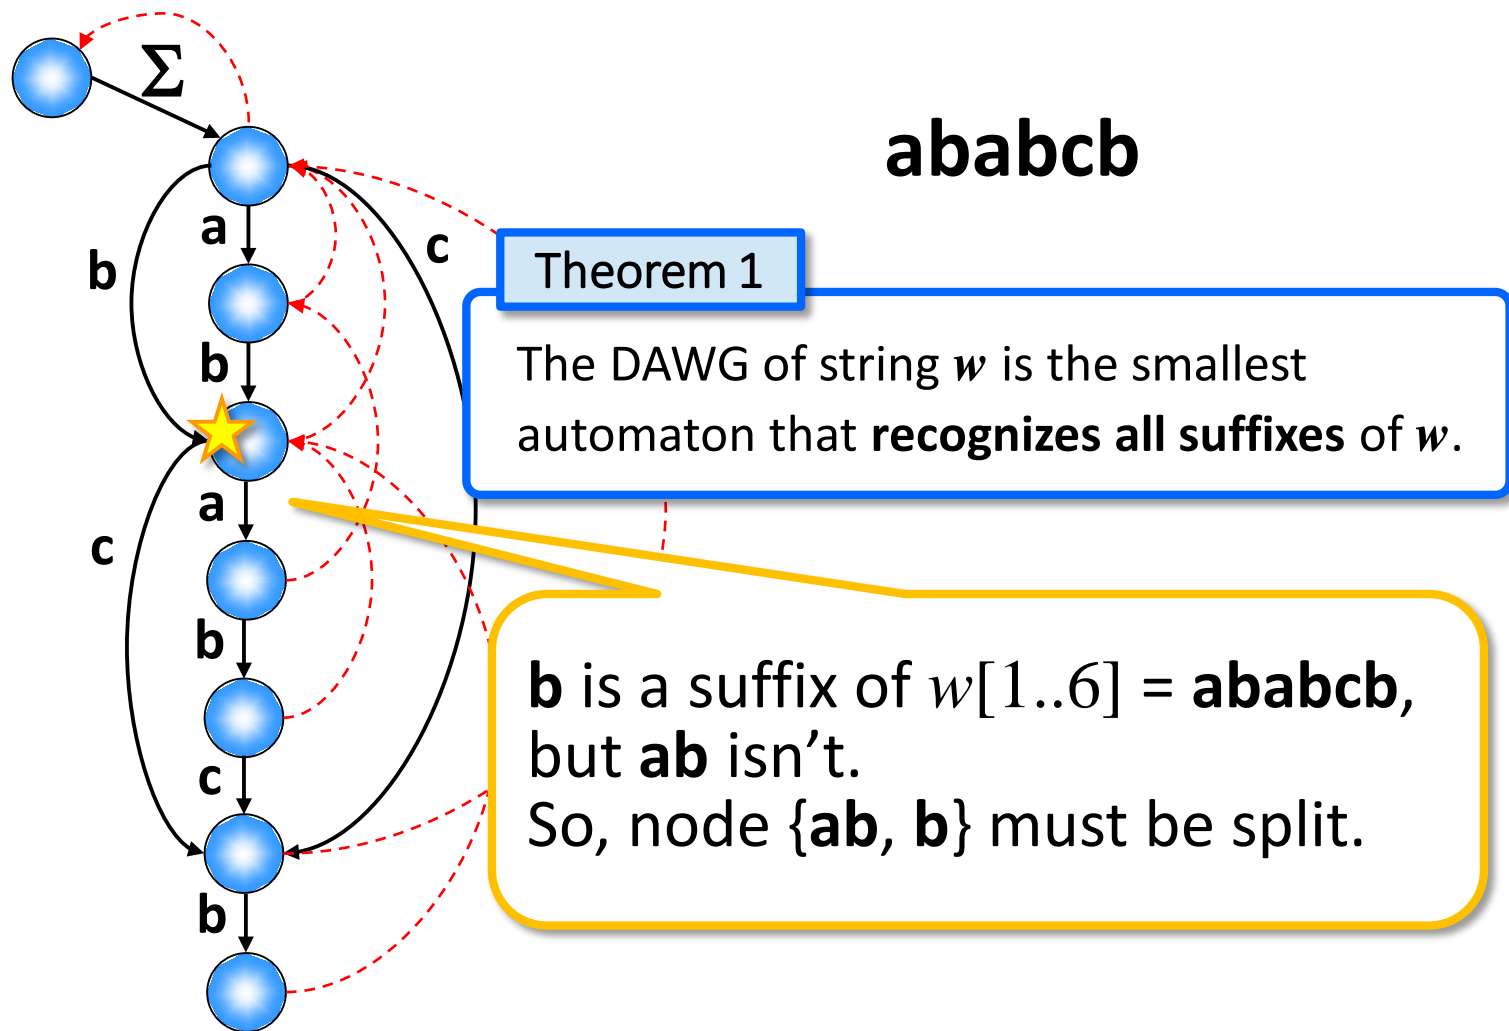 Σ
ababcb
a
c
b
Theorem 1
b
The DAWG of string w is the smallest
automaton that recognizes all suffixes of w.
a
c
b
b is a suffix of w[1..6] = ababcb,
but ab isn’t.
So, node {ab, b} must be split.
c
b